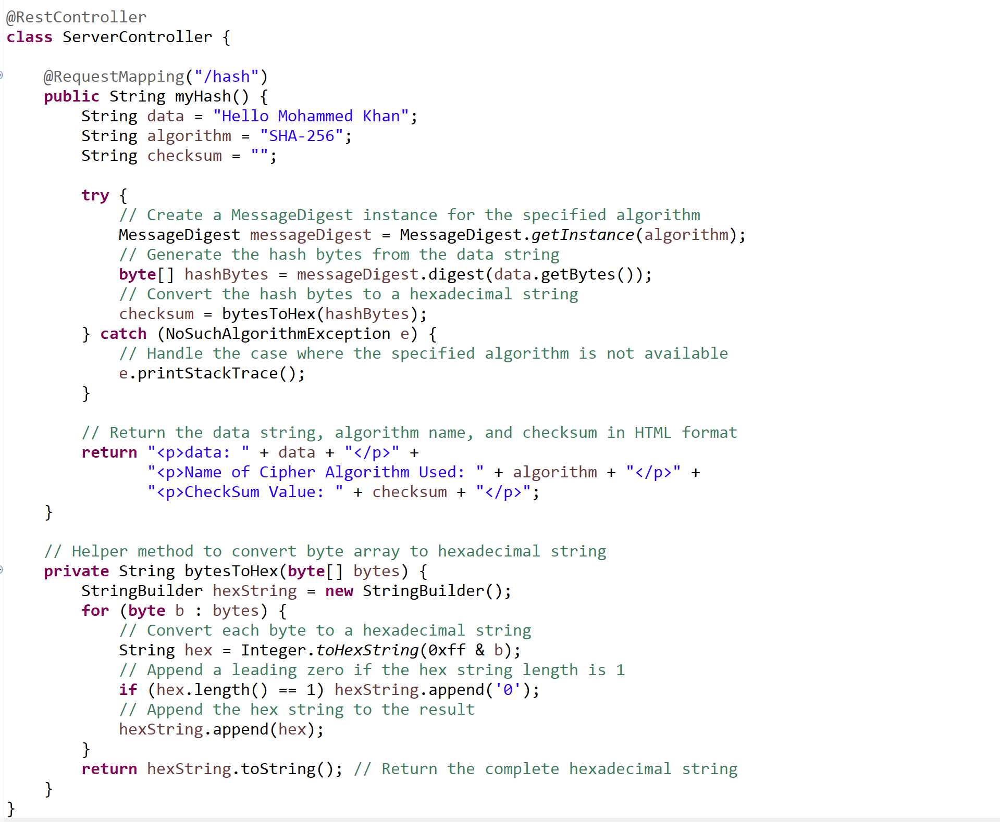 @RestController
class ServerController {
@RequestMapping("/hash")
public String myHash() {
String data = "Hello Mohammed Khan";
String algorithm = "SHA-256";
String checksum = "";
try {
// Create a MessageDigest instance for the specified algorithm
MessageDigest messageDigest = MessageDigest.getInstance(algorithm);
// Generate the hash bytes from the data string
byte[] hashBytes = messageDigest.digest(data.getBytes());
// Convert the hash bytes to a hexadecimal string
checksum = bytesToHex(hashBytes);
} catch (NoSuchAlgorithmException e) {
// Handle the case where the specified algorithm is not available
e.printStackTrace();
}
// Return the data string, algorithm name, and checksum in HTML format
return "<p>data: " + data + "</p>" +
"<p>Name of Cipher Algorithm Used: " + algorithm + "</p>" +
"<p>CheckSum Value: " + checksum + "</p>";
}
// Helper method to convert byte array to hexadecimal string
private String bytesToHex(byte[] bytes) {
StringBuilder hexString = new StringBuilder();
for (byte b : bytes) {
// Convert each byte to a hexadecimal string
String hex = Integer.toHexString(0xff & b);
// Append a leading zero if the hex string length is 1
if (hex.length() == 1) hexString.append('0');
// Append the hex string to the result
hexString.append(hex);
}
return hexString.toString(); // Return the complete hexadecimal string
}
}